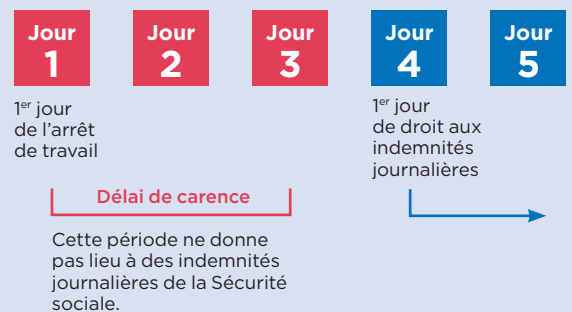 Jour
1
Jour
2
Jour
3
Jour
4
Jour
5
1er jour
de l'arrêt
de travail
1er jour
de droit aux
indemnités
journalières
Délai de carence
Cette période ne donne
pas lieu à des indemnités
journalières de la Sécurité
sociale.